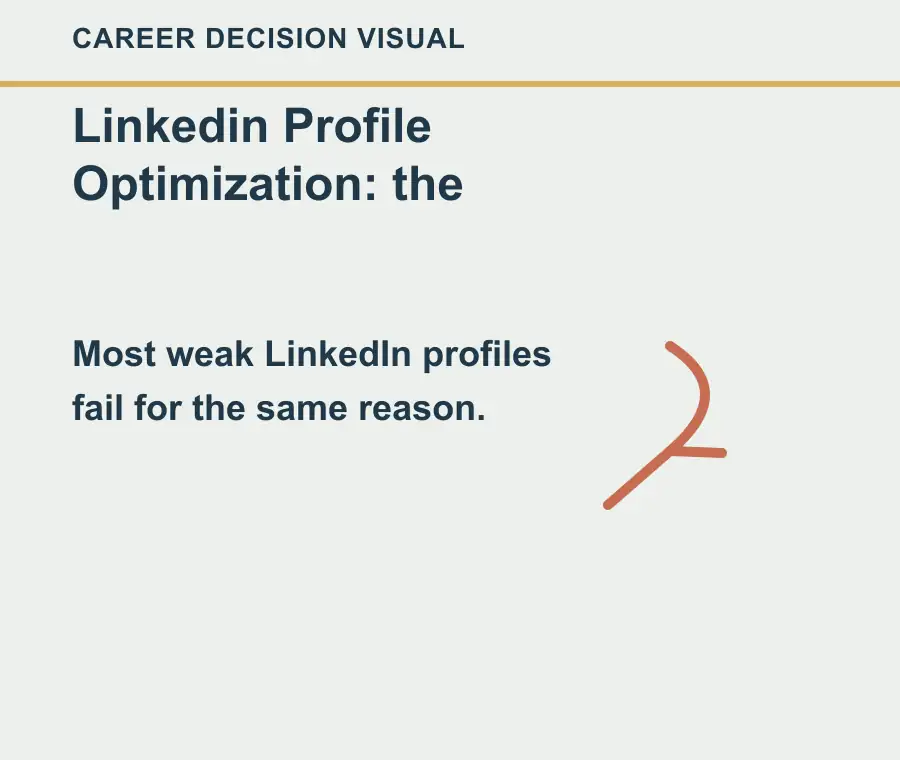 CAREER DECISION VISUAL
Linkedin Profile
Optimization: the
Most weak LinkedIn profiles
fail for the same reason.